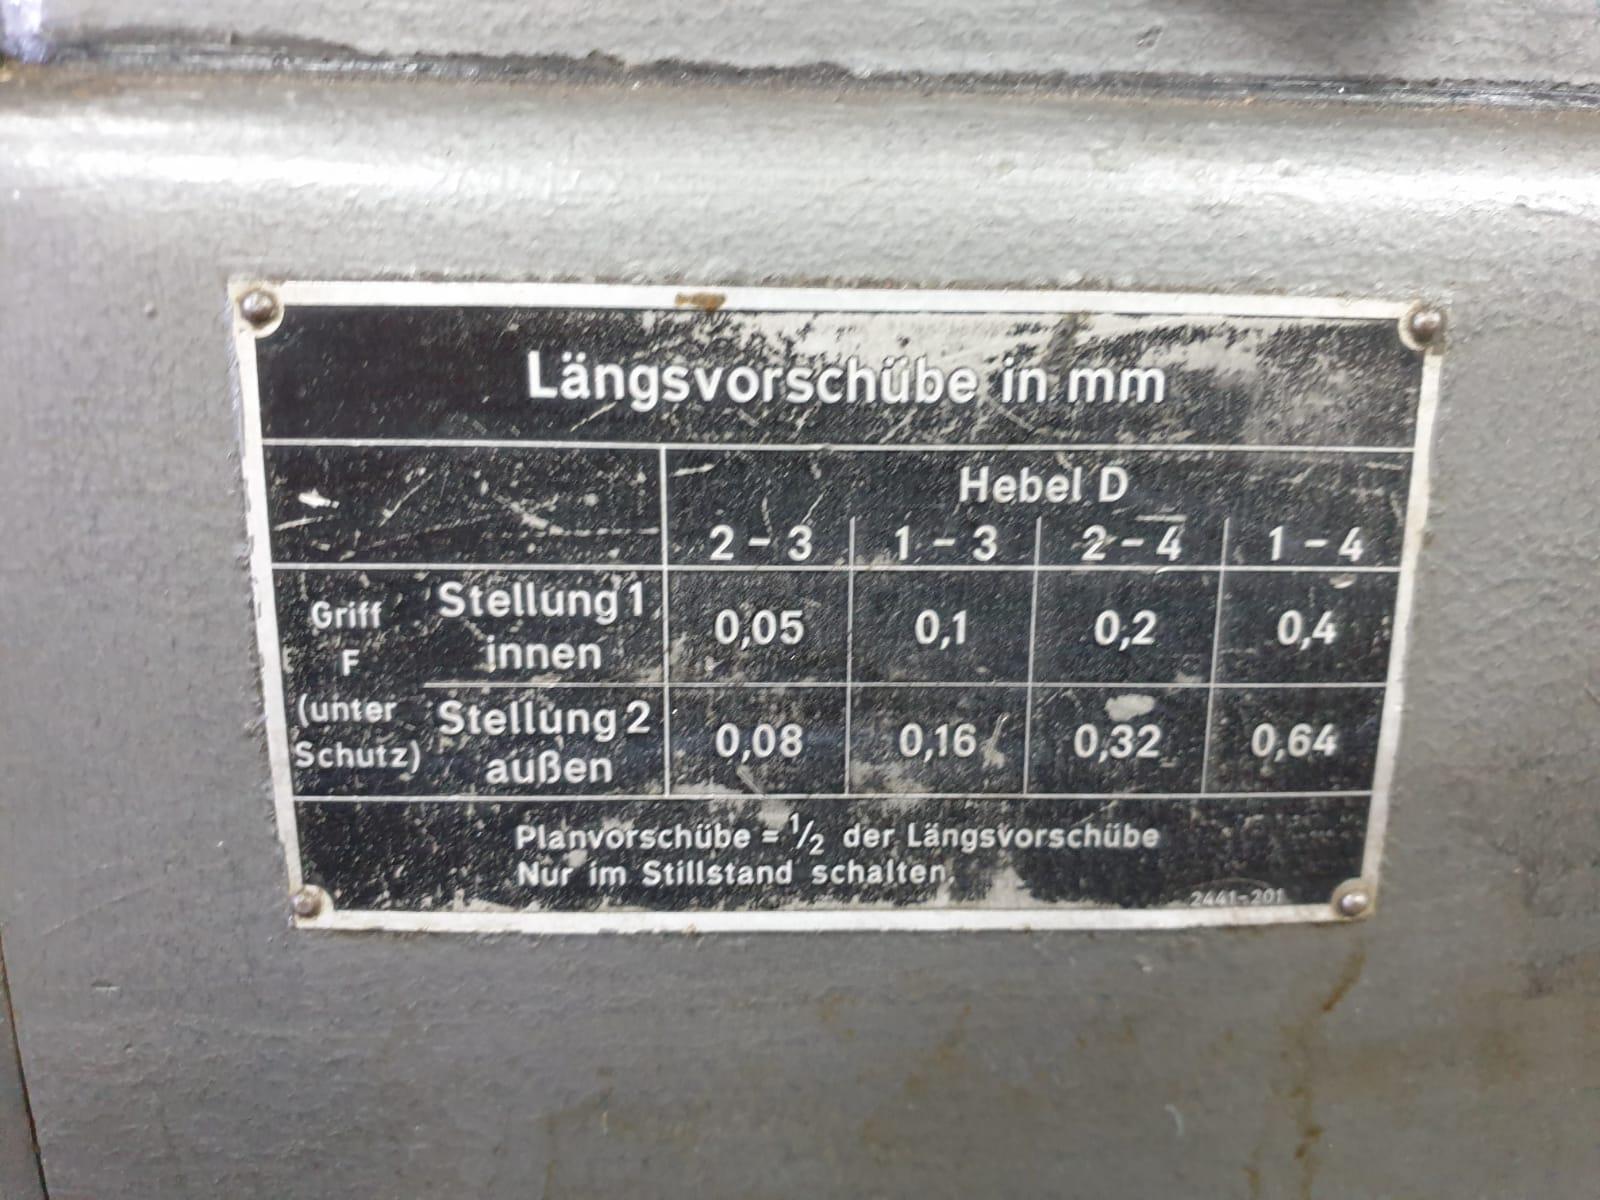 Längsvorschübe in mm
Hebel D
2 - 3 1 - 3 2 - 4 1 - 4
Griff F (unter Schutz)
Stellung 1 innen 0,05 0,1 0,2 0,4
Stellung 2 außen 0,08 0,16 0,32 0,64
Planvorschübe = 1/2 der Längsvorschübe
Nur im Stillstand schalten.
2441-201